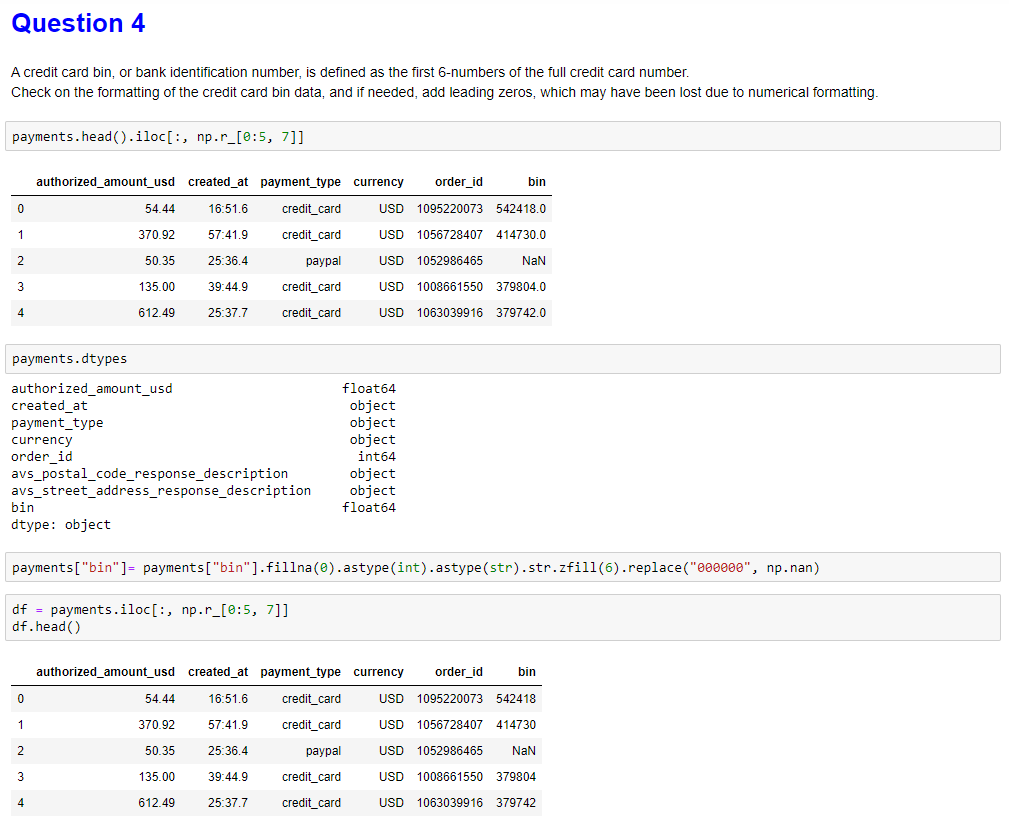 Question 4
A credit card bin, or bank identification number, is defined as the first 6-numbers of the full credit card number.
Check on the formatting of the credit card bin data, and if needed, add leading zeros, which may have been lost due to numerical formatting.
payments.head().iloc[:, np.r_[0:5, 7]]
authorized_amount_usd created_at payment_type currency order_id bin
0 54.44 16:51.6 credit_card USD 1095220073 542418.0
1 370.92 57:41.9 credit_card USD 1056728407 414730.0
2 50.35 25:36.4 paypal USD 1052986465 NaN
3 135.00 39:44.9 credit_card USD 1008661550 379804.0
4 612.49 25:37.7 credit_card USD 1063039916 379742.0
payments.dtypes
authorized_amount_usd float64
created_at object
payment_type object
currency object
order_id int64
avs_postal_code_response_description object
avs_street_address_response_description object
bin float64
dtype: object
payments["bin"]= payments["bin"].fillna(0).astype(int).astype(str).str.zfill(6).replace("000000", np.nan)
df = payments.iloc[:, np.r_[0:5, 7]]
df.head()
authorized_amount_usd created_at payment_type currency order_id bin
0 54.44 16:51.6 credit_card USD 1095220073 542418
1 370.92 57:41.9 credit_card USD 1056728407 414730
2 50.35 25:36.4 paypal USD 1052986465 NaN
3 135.00 39:44.9 credit_card USD 1008661550 379804
4 612.49 25:37.7 credit_card USD 1063039916 379742